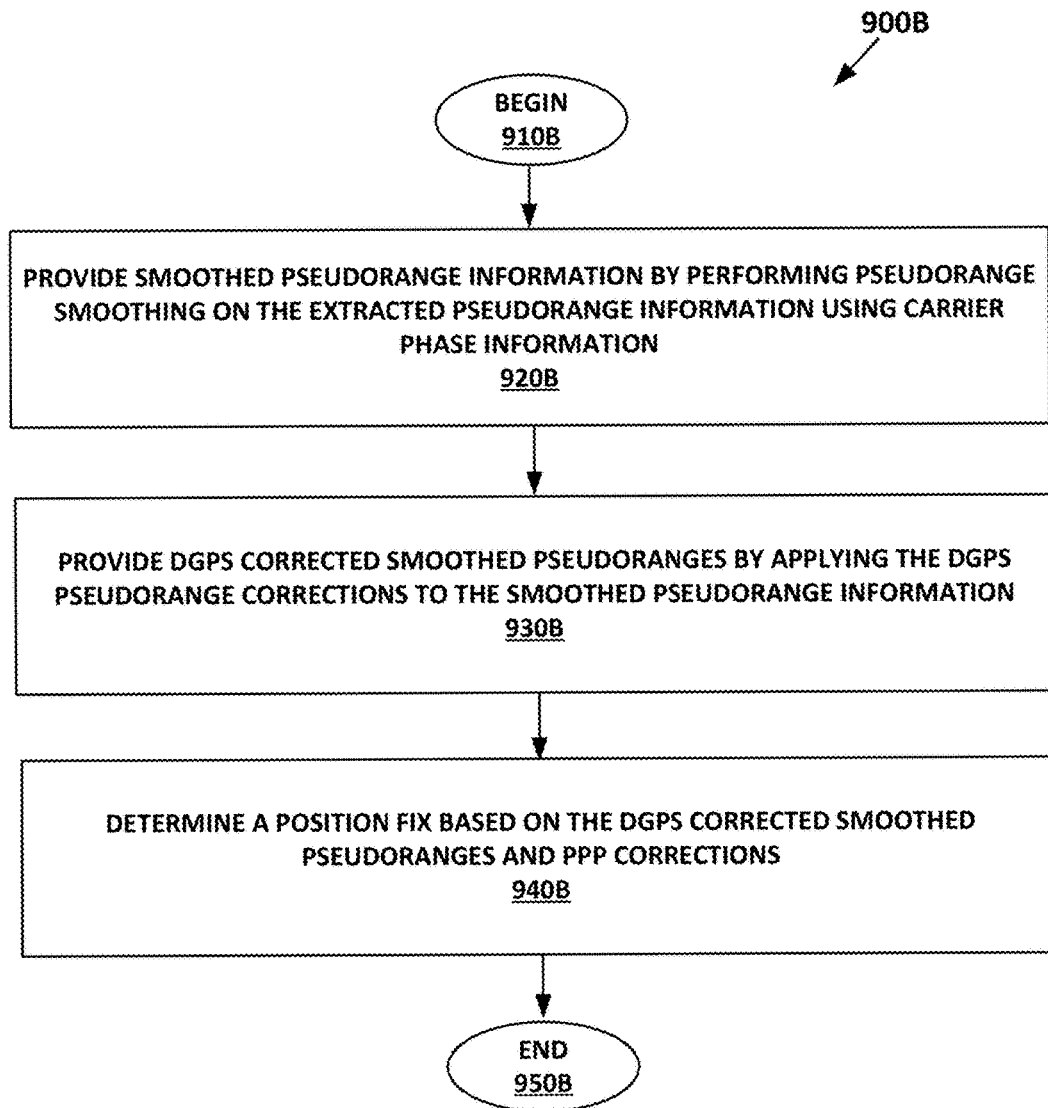 900B
BEGIN
910B
PROVIDE SMOOTHED PSEUDORANGE INFORMATION BY PERFORMING PSEUDORANGE
SMOOTHING ON THE EXTRACTED PSEUDORANGE INFORMATION USING CARRIER
PHASE INFORMATION
920B
PROVIDE DGPS CORRECTED SMOOTHED PSEUDORANGES BY APPLYING THE DGPS
PSEUDORANGE CORRECTIONS TO THE SMOOTHED PSEUDORANGE INFORMATION
930B
DETERMINE A POSITION FIX BASED ON THE DGPS CORRECTED SMOOTHED
PSEUDORANGES AND PPP CORRECTIONS
940B
END
950B